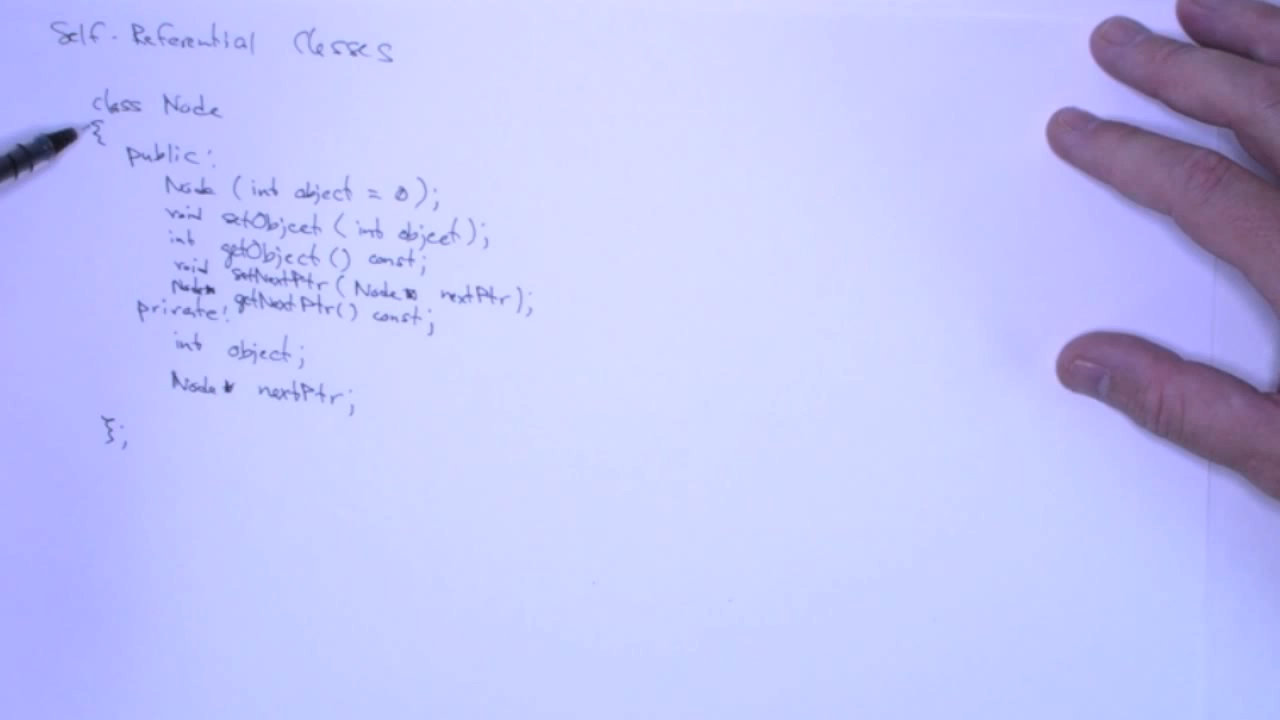 Self-Referential Classes
class Node
{
public:
Node (int object = 0);
void setObject (int object);
int getObject () const;
void setNextPtr (Node* nextPtr);
Node* getNextPtr() const;
private:
int object;
Node* nextPtr;
};